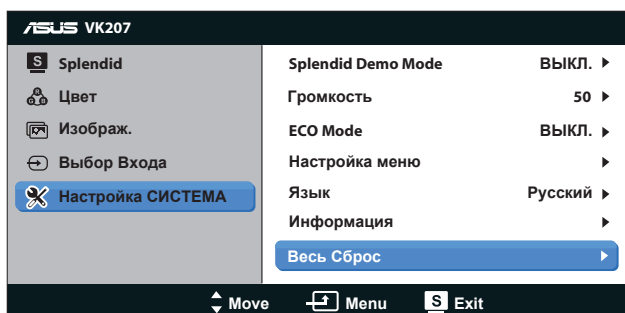 ASUS VK207
S Splendid
Цвет
Изображ.
Выбор Входа
Настройка СИСТЕМА
Splendid Demo Mode ВЫКЛ.
Громкость 50
ECO Mode ВЫКЛ.
Настройка меню
Язык Русский
Информация
Весь Сброс
Move Menu S Exit